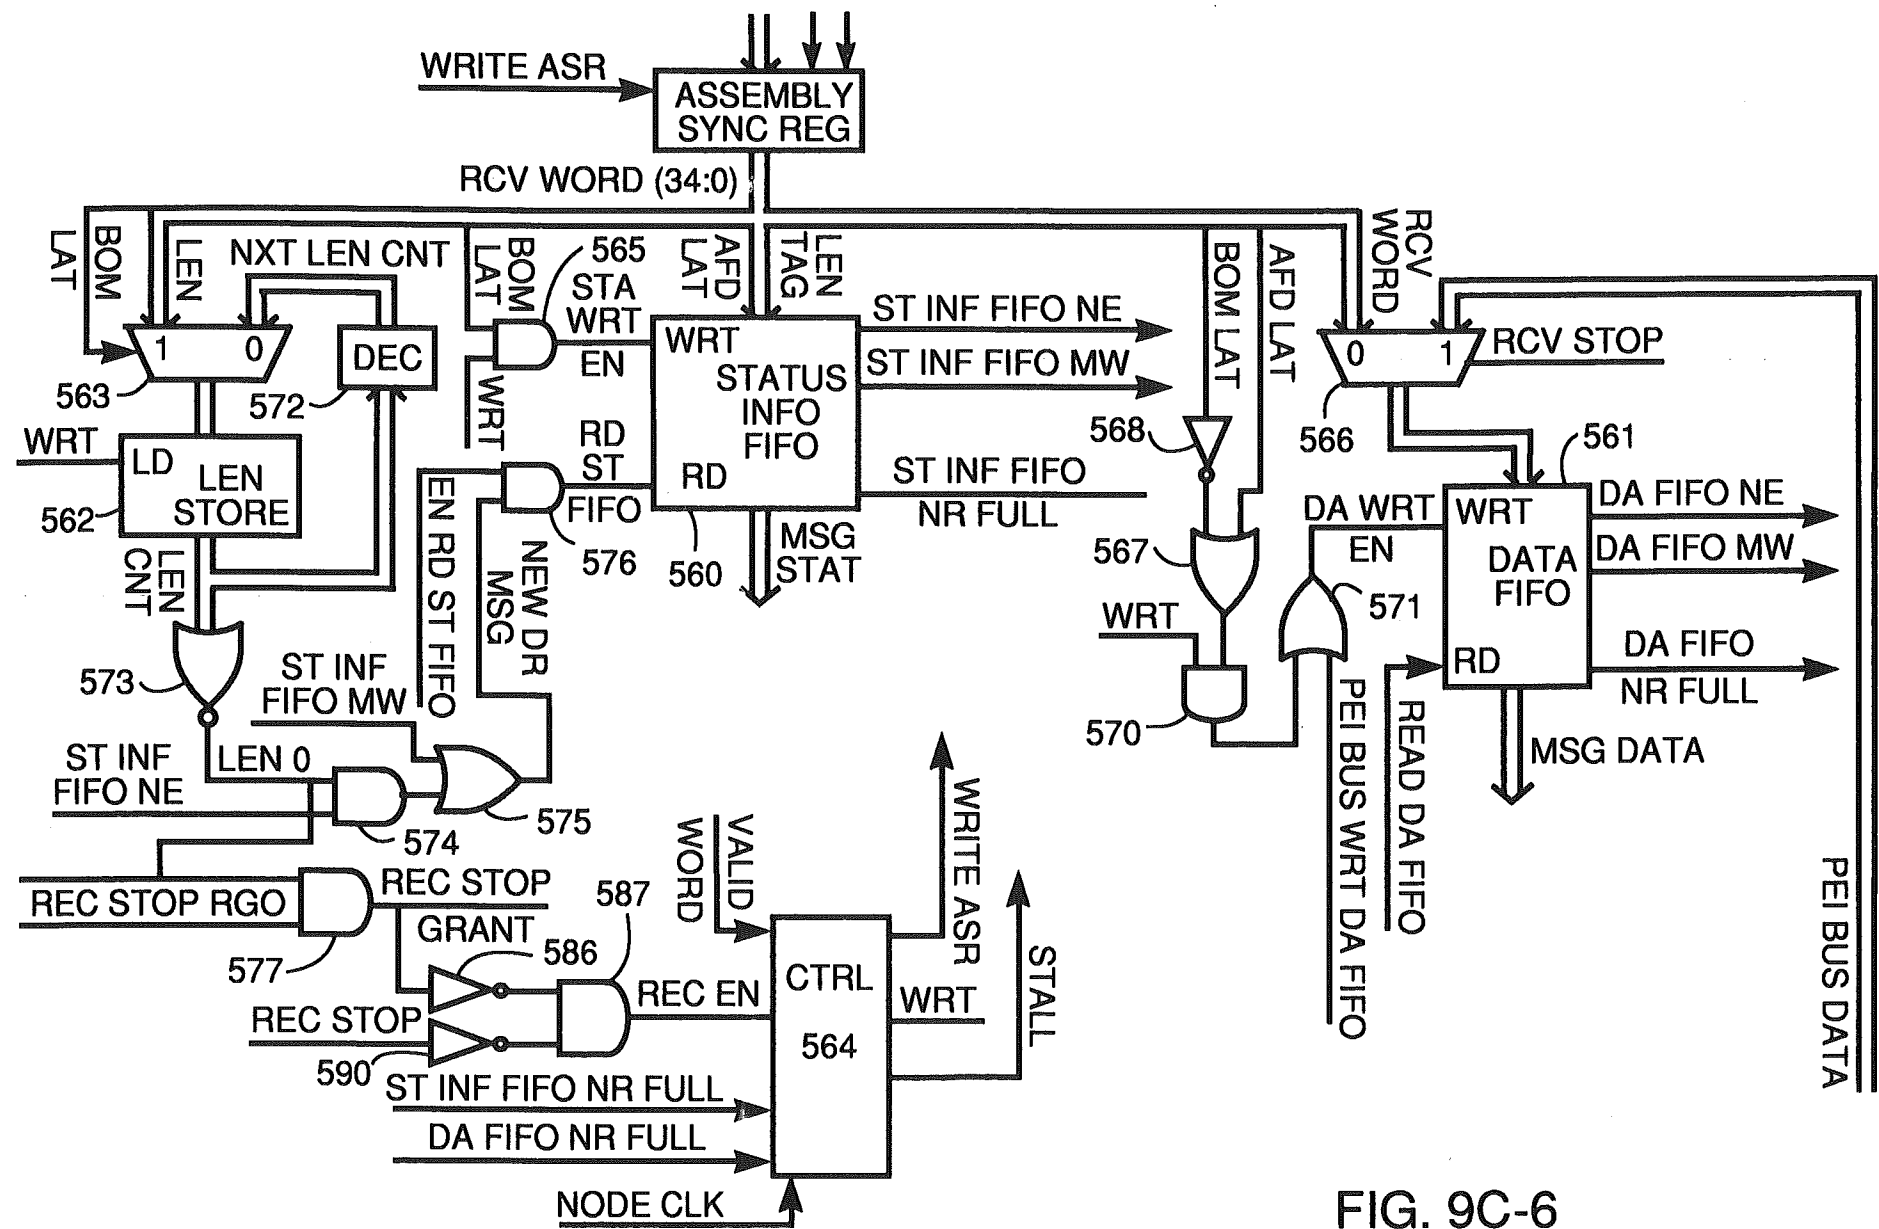 WRITE ASR
ASSEMBLY
SYNC REG
RCV WORD (34:0)
BOM
LAT
LEN
NXT LEN CNT
BOM
LAT
565
STA
WRT
EN
AFD
LAT
LEN
TAG
ST INF FIFO NE
ST INF FIFO MW
BOM LAT
AFD LAT
RCV
WORD
RCV STOP
1
0
DEC
563
572
WRT
WRT
STATUS
INFO
FIFO
RD
0
1
566
568
561
WRT
LD
LEN
STORE
562
RD
ST
FIFO
ST INF FIFO
NR FULL
EN RD ST FIFO
576
560
MSG
STAT
567
DA WRT
EN
WRT
DATA
FIFO
RD
DA FIFO NE
DA FIFO MW
571
LEN
CNT
NEW DR
MSG
573
ST INF
FIFO MW
WRT
570
DA FIFO
NR FULL
LEN 0
ST INF
FIFO NE
574
575
PEI BUS WRT DA FIFO
READ DA FIFO
MSG DATA
REC STOP RGO
REC STOP
GRANT
577
586
587
VALID
WORD
WRITE ASR
STALL
PEI BUS DATA
REC STOP
590
REC EN
CTRL
564
WRT
ST INF FIFO NR FULL
DA FIFO NR FULL
NODE CLK
FIG. 9C-6